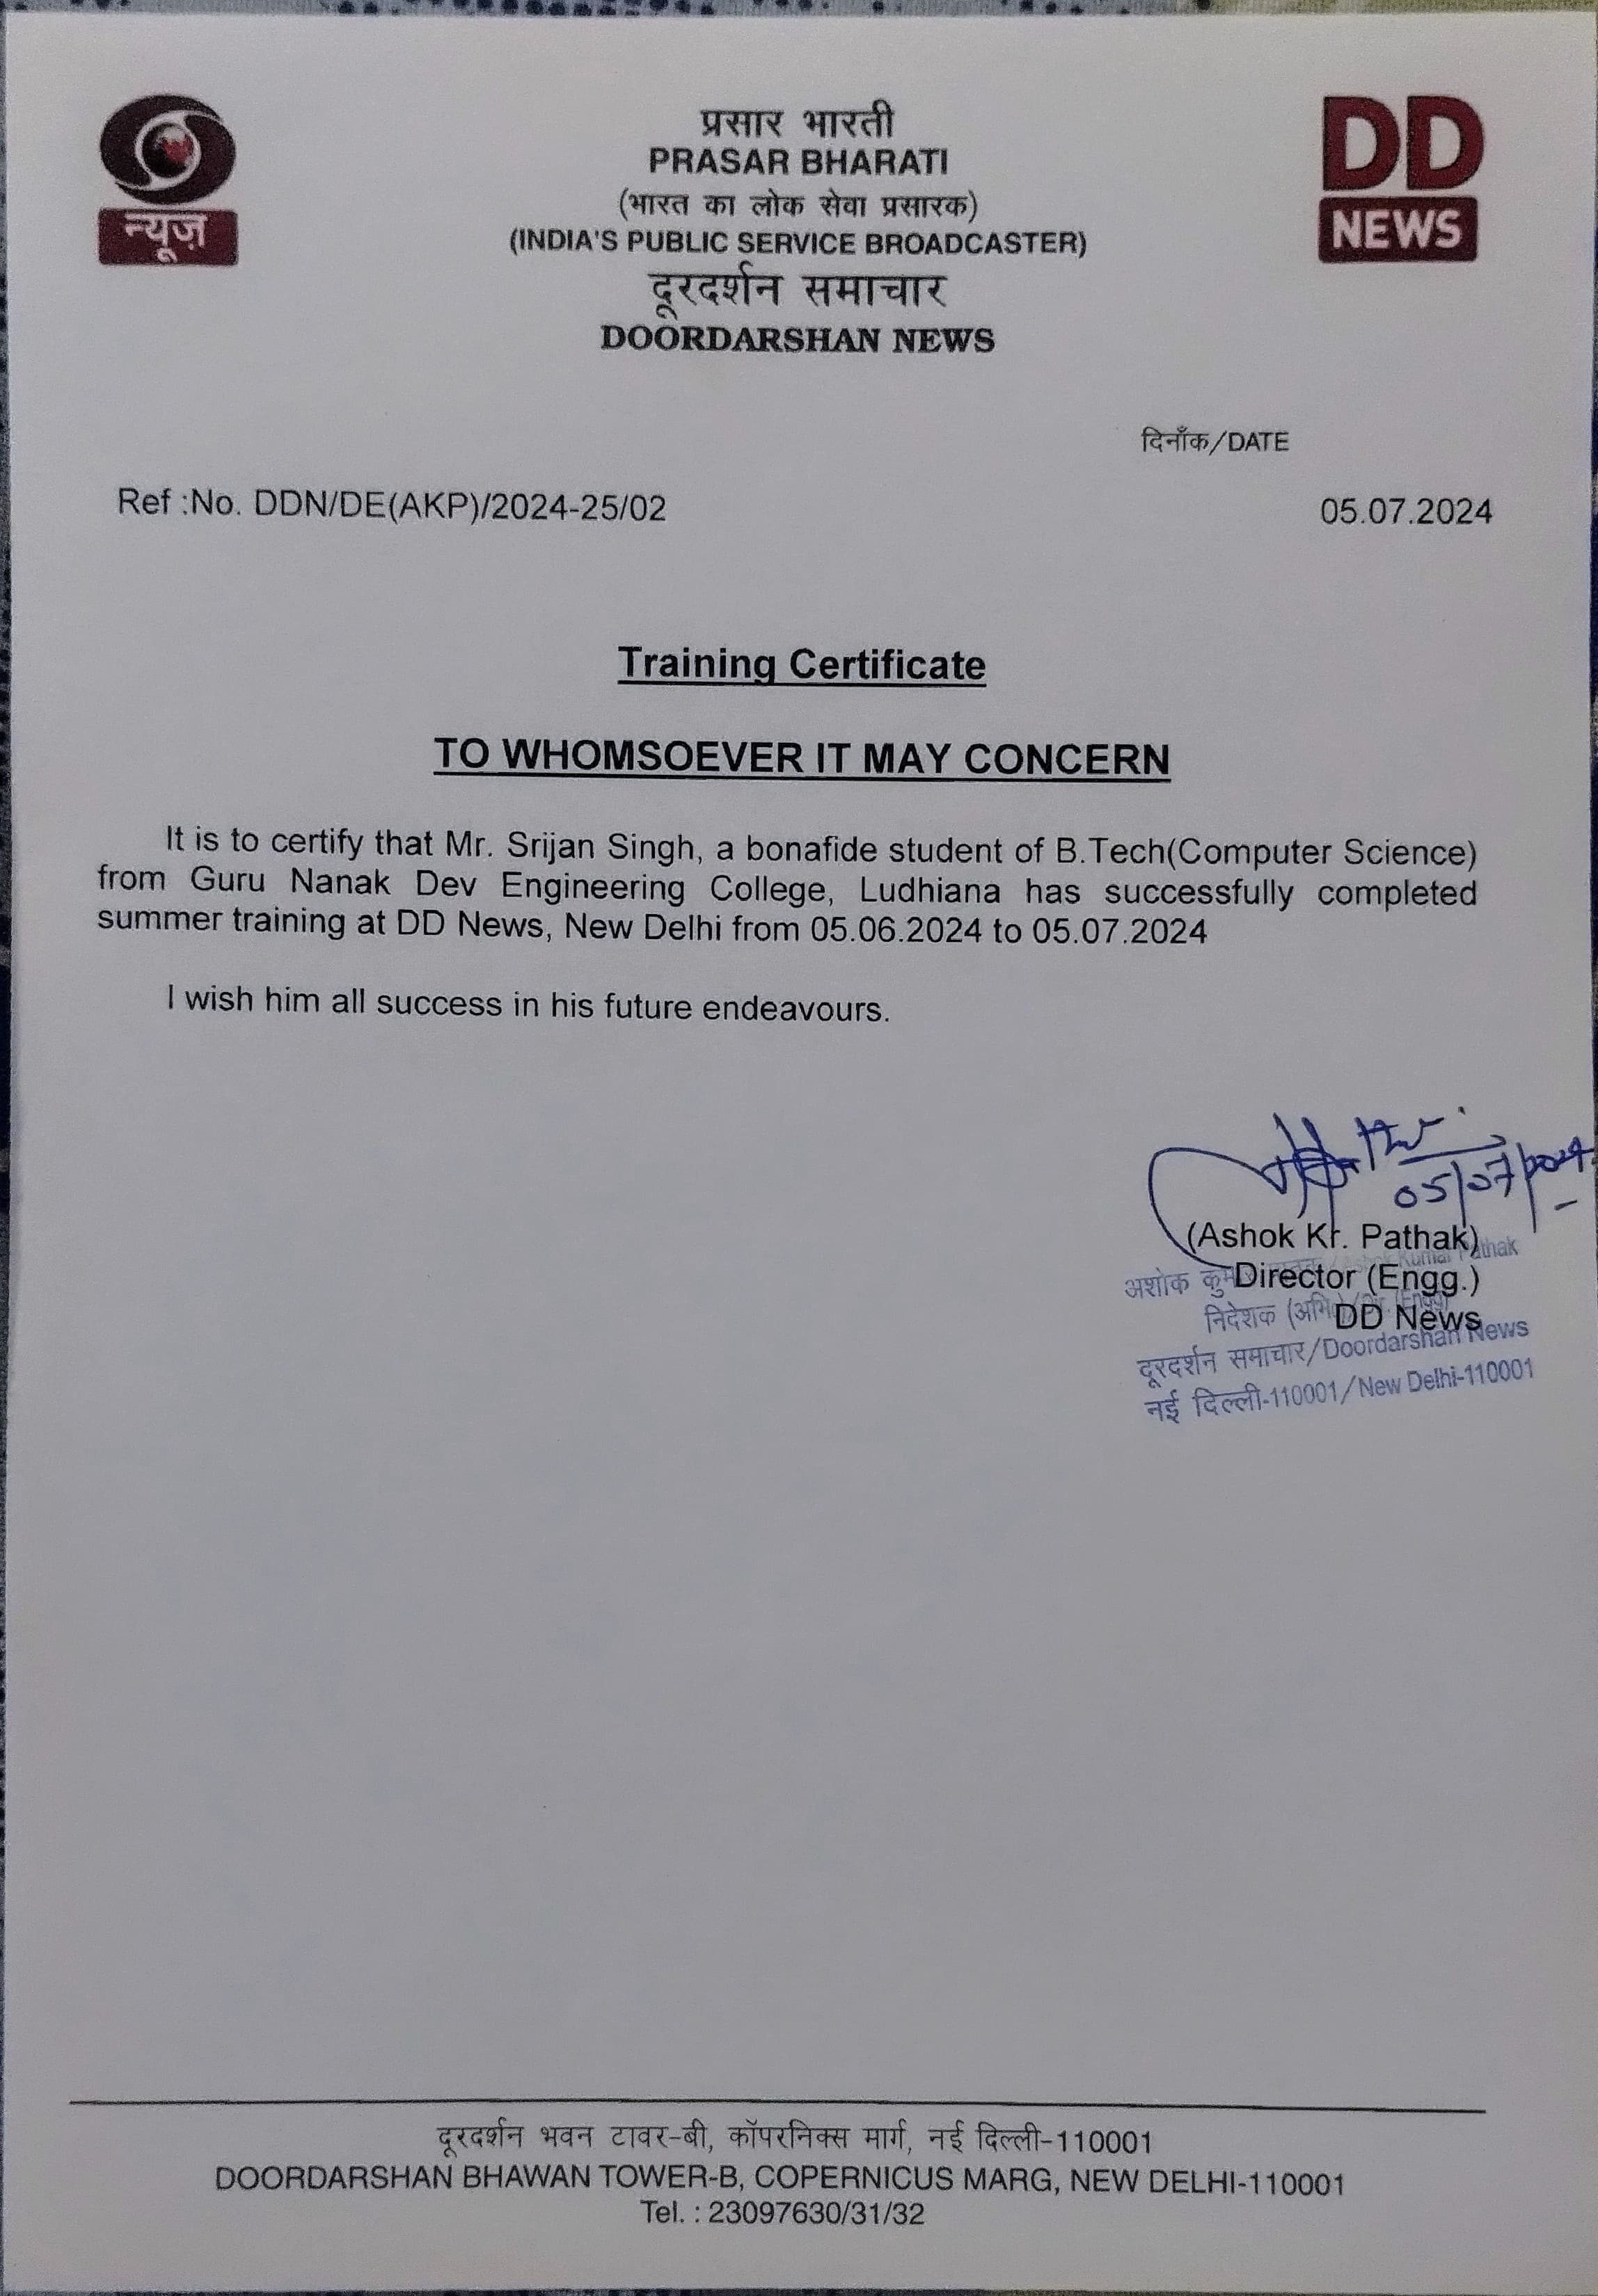 न्यूज़
प्रसार भारती
PRASAR BHARATI
(भारत का लोक सेवा प्रसारक)
(INDIA'S PUBLIC SERVICE BROADCASTER)
दूरदर्शन समाचार
DOORDARSHAN NEWS
DD
NEWS
दिनाँक/DATE
Ref :No. DDN/DE(AKP)/2024-25/02
05.07.2024
Training Certificate
TO WHOMSOEVER IT MAY CONCERN
It is to certify that Mr. Srijan Singh, a bonafide student of B.Tech(Computer Science)
from Guru Nanak Dev Engineering College, Ludhiana has successfully completed
summer training at DD News, New Delhi from 05.06.2024 to 05.07.2024
I wish him all success in his future endeavours.
05/07/2024
(Ashok Kr. Pathak)
Director (Engg.)
DD News
अशोक Kumar Pathak
निदेशक
दूरदर्शन समाचार/Doordarshan News
नई दिल्ली-110001/New Delhi-110001
दूरदर्शन भवन टावर-बी, कॉपरनिक्स मार्ग, नई दिल्ली-110001
DOORDARSHAN BHAWAN TOWER-B, COPERNICUS MARG, NEW DELHI-110001
Tel. : 23097630/31/32